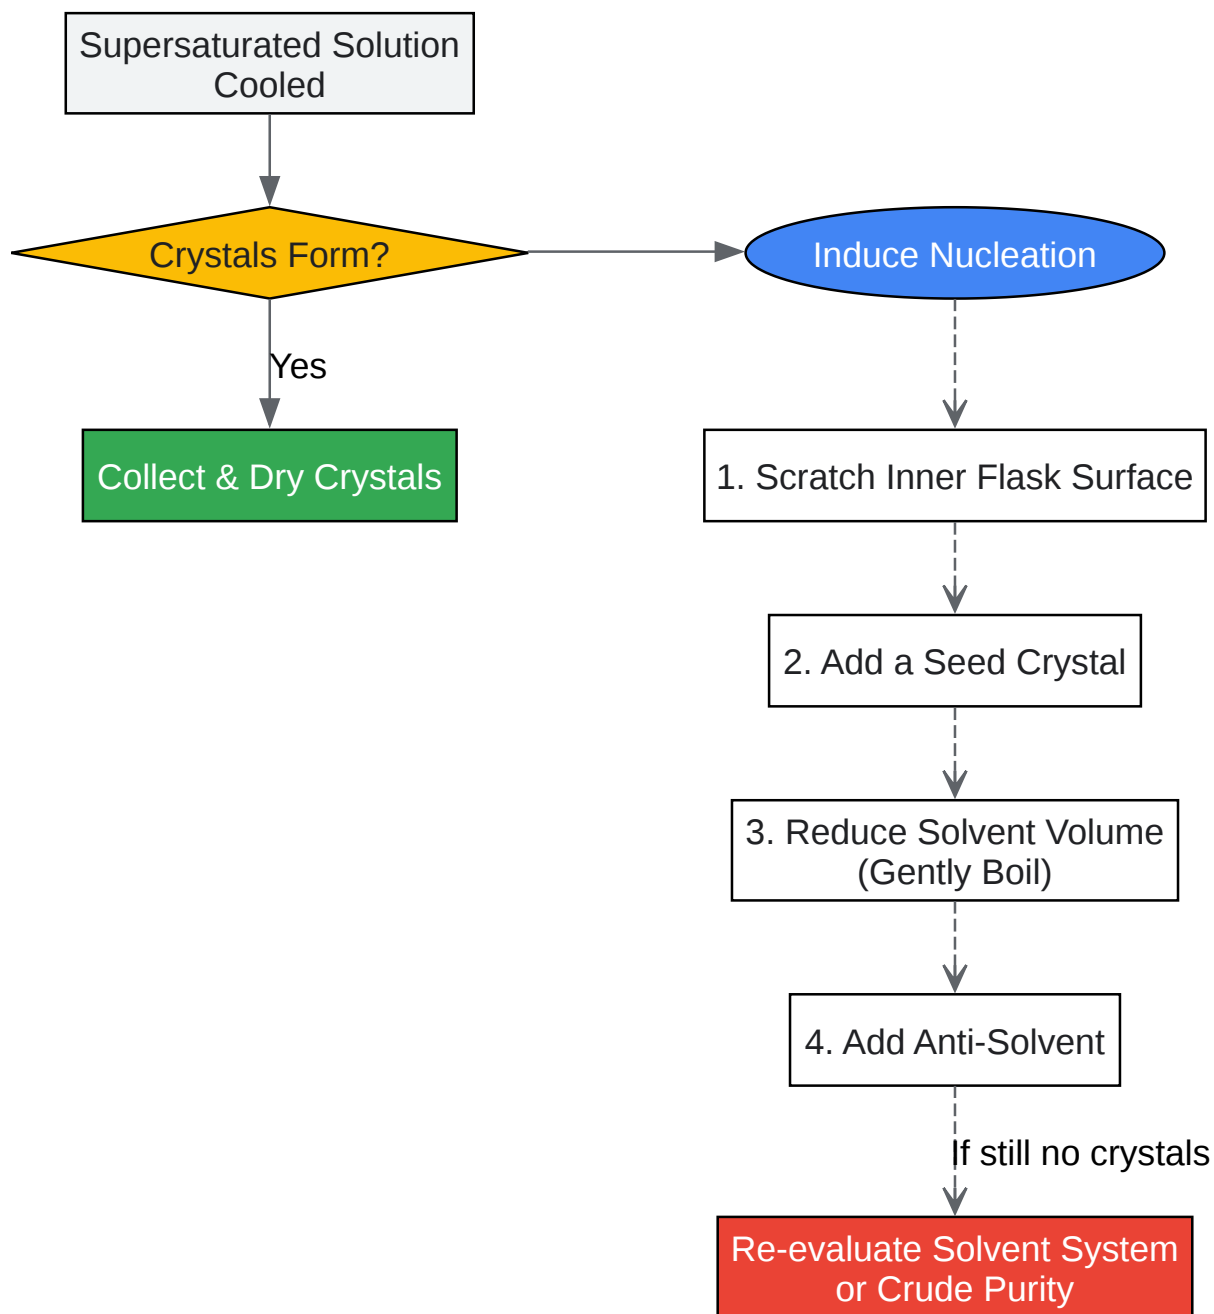 Supersaturated Solution
Cooled
Crystals Form?
Induce Nucleation
Yes
Collect & Dry Crystals
1. Scratch Inner Flask Surface
2. Add a Seed Crystal
3. Reduce Solvent Volume
(Gently Boil)
4. Add Anti-Solvent
If still no crystals
Re-evaluate Solvent System
or Crude Purity